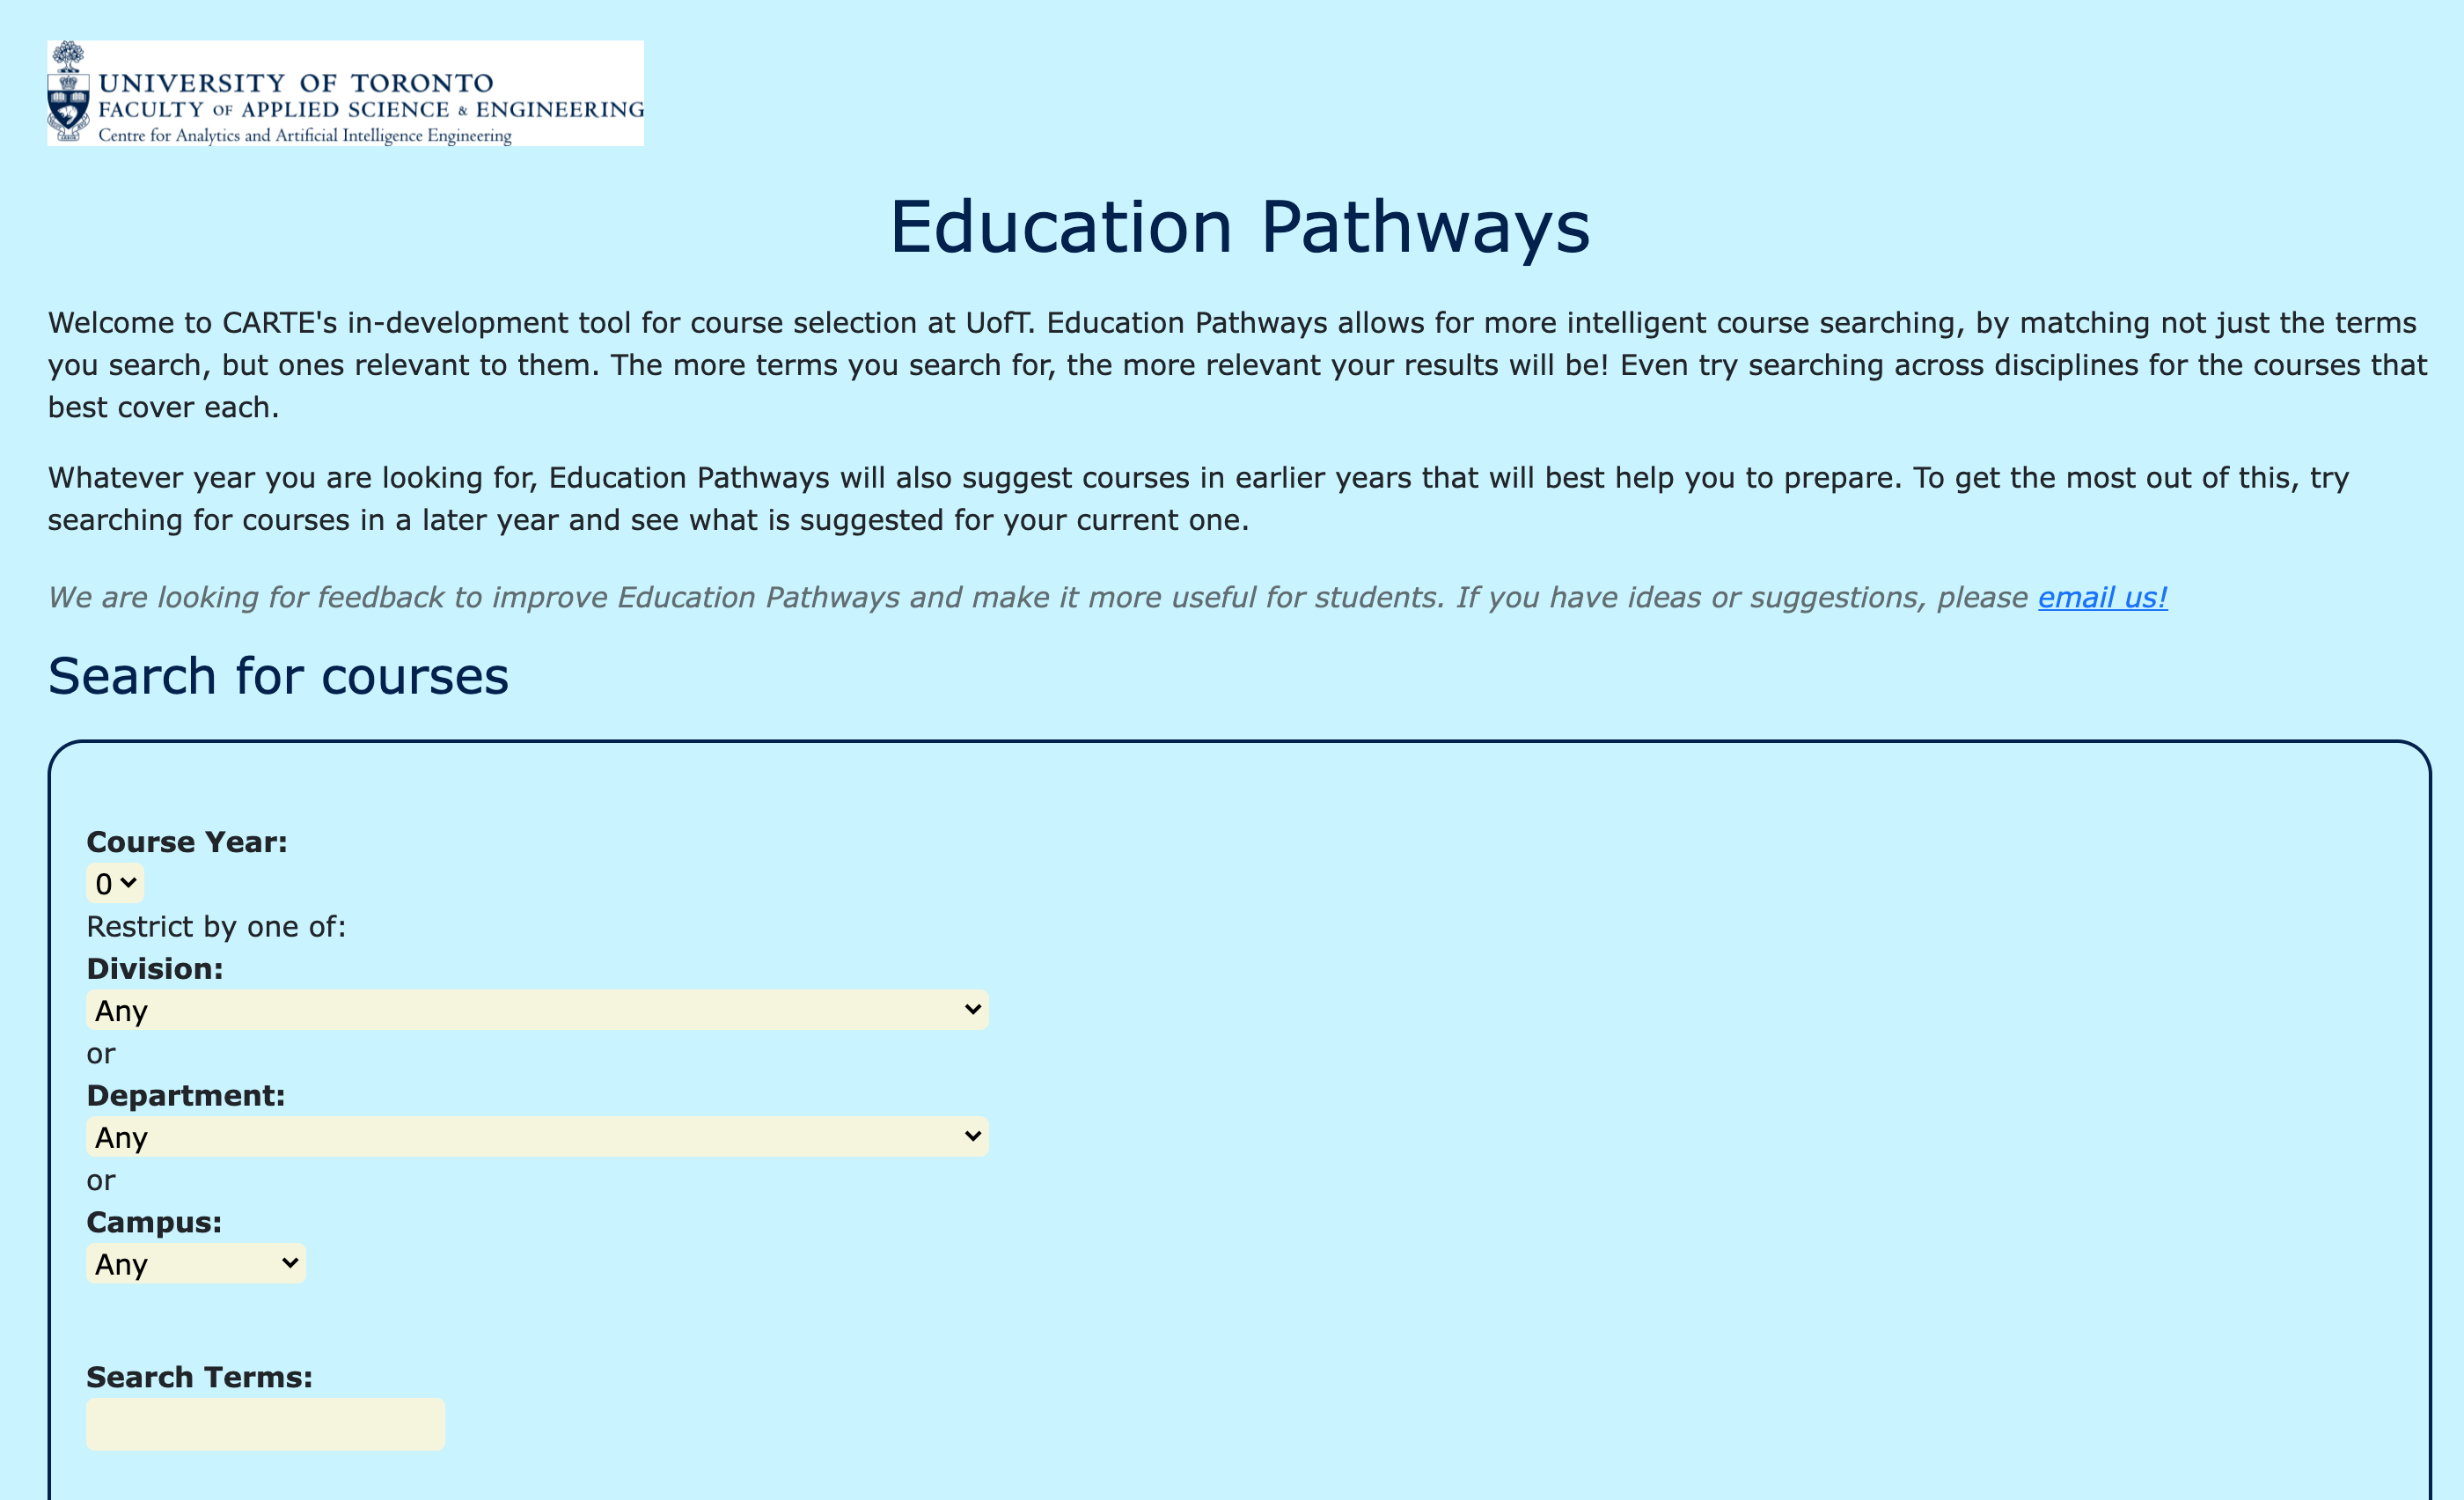 UNIVERSITY OF TORONTO
FACULTY OF APPLIED SCIENCE & ENGINEERING
Centre for Analytics and Artificial Intelligence Engineering
Education Pathways
Welcome to CARTE's in-development tool for course selection at UofT. Education Pathways allows for more intelligent course searching, by matching not just the terms
you search, but ones relevant to them. The more terms you search for, the more relevant your results will be! Even try searching across disciplines for the courses that
best cover each.
Whatever year you are looking for, Education Pathways will also suggest courses in earlier years that will best help you to prepare. To get the most out of this, try
searching for courses in a later year and see what is suggested for your current one.
We are looking for feedback to improve Education Pathways and make it more useful for students. If you have ideas or suggestions, please email us!
Search for courses
Course Year:
0
Restrict by one of:
Division:
Any
or
Department:
Any
or
Campus:
Any
Search Terms: